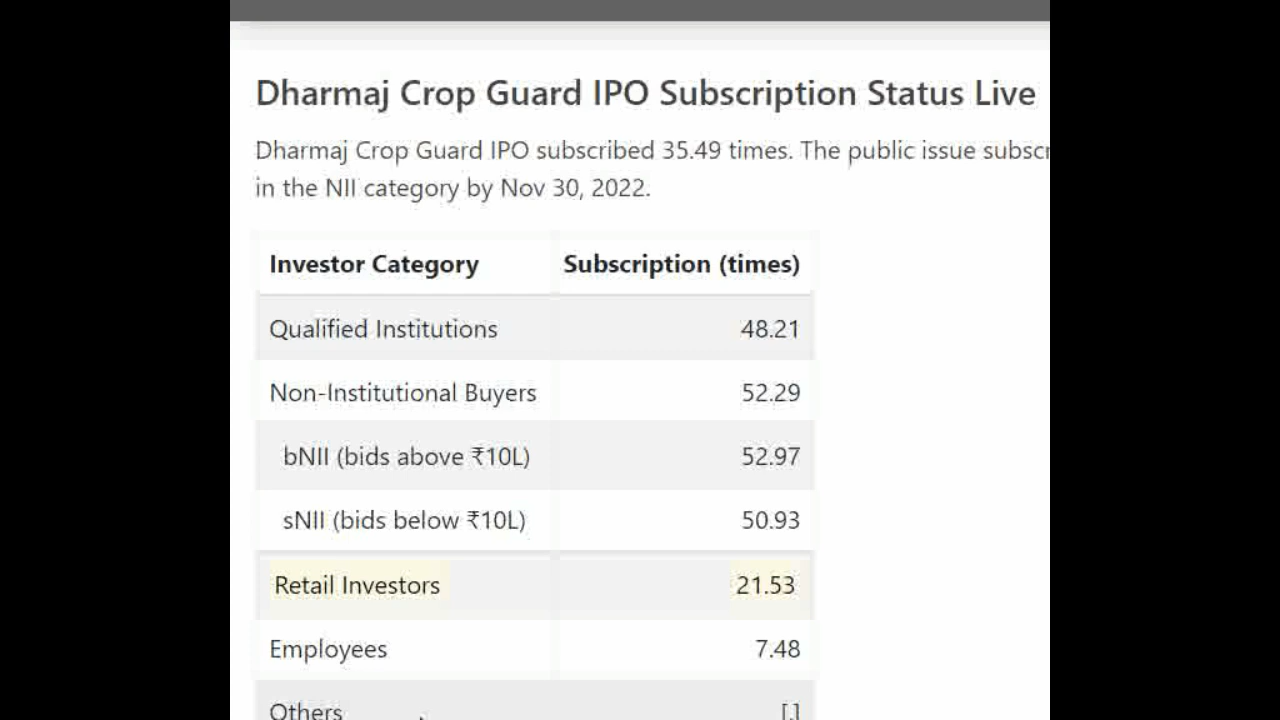 Dharmaj Crop Guard IPO Subscription Status Live
Dharmaj Crop Guard IPO subscribed 35.49 times. The public issue subscr
in the NII category by Nov 30, 2022.
Investor Category Subscription (times)
Qualified Institutions 48.21
Non-Institutional Buyers 52.29
bNII (bids above ₹10L) 52.97
sNII (bids below ₹10L) 50.93
Retail Investors 21.53
Employees 7.48
Others [.]